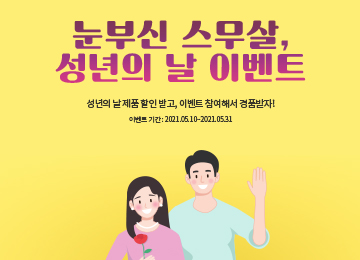 눈부신 스무살,
성년의 날 이벤트
성년의 날 제품 할인 받고, 이벤트 참여해서 경품받자!
이벤트 기간 : 2021.05.10~2021.05.31